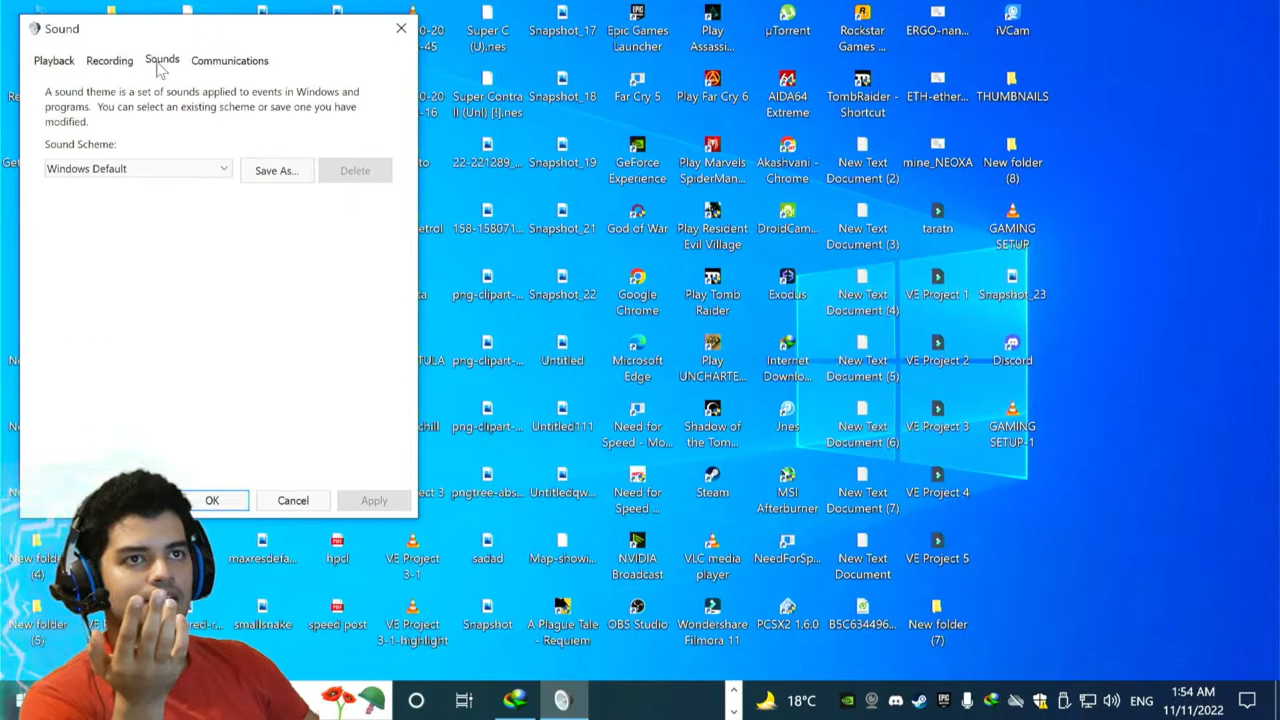 Sound
Playback
Recording
Sounds
Communications
A sound theme is a set of sounds applied to events in Windows and
programs. You can select an existing scheme or save one you have
modified.
Sound Scheme:
Windows Default
Save As...
Delete
OK
Cancel
Apply
Super C
(U).nes
Snapshot_17
Epic Games
Launcher
Play
Assassi...
µTorrent
Rockstar
Games ...
ERGO-nan...
iVCam
Super Contra
II (Uni) [!].nes
Snapshot_18
Far Cry 5
Play Far Cry 6
AIDA64
Extreme
TombRaider -
Shortcut
ETH-ether...
THUMBNAILS
22-221289_...
Snapshot_19
GeForce
Experience
Play Marvels
SpiderMan...
Akashvani -
Chrome
New Text
Document (2)
mine_NEOXA
New folder
(8)
158-158071...
Snapshot_21
God of War
Play Resident
Evil Village
DroidCam...
New Text
Document (3)
taratn
GAMING
SETUP
png-clipart-...
Snapshot_22
Google
Chrome
Play Tomb
Raider
Exodus
New Text
Document (4)
VE Project 1
Snapshot_23
png-clipart-...
Untitled
Microsoft
Edge
Play
UNCHARTE...
Internet
Downlo...
New Text
Document (5)
VE Project 2
Discord
png-clipart-...
Untitled111
Need for
Speed - Mo...
Shadow of
the Tom...
Jnes
New Text
Document (6)
VE Project 3
GAMING
SETUP-1
pngtree-abs...
Untitledqw...
Need for
Speed ...
Steam
MSI
Afterburner
New Text
Document (7)
VE Project 4
New folder
(4)
maxresdefa...
hpcl
VE Project
3-1
sadad
Map-showi...
NVIDIA
Broadcast
VLC media
player
NeedForSp...
New Text
Document
VE Project 5
New folder
(5)
smallsnake
speed post
VE Project
3-1-highlight
Snapshot
A Plague Tale
- Requiem
OBS Studio
Wondershare
Filmora 11
PCSX2 1.6.0
B5C634496...
New folder
(7)
18°C
ENG
1:54 AM
11/11/2022